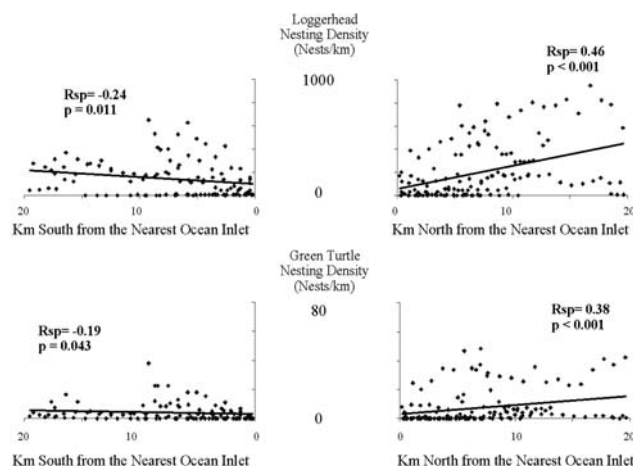 Loggerhead
Nesting Density
(Nests/km)
Rsp= -0.24
p = 0.011
Rsp= 0.46
p < 0.001
1000
0
20 10 0
0 10 20
Km South from the Nearest Ocean Inlet
Km North from the Nearest Ocean Inlet
Green Turtle
Nesting Density
(Nests/km)
Rsp= -0.19
p = 0.043
Rsp= 0.38
p < 0.001
80
0
20 10 0
0 10 20
Km South from the Nearest Ocean Inlet
Km North from the Nearest Ocean Inlet